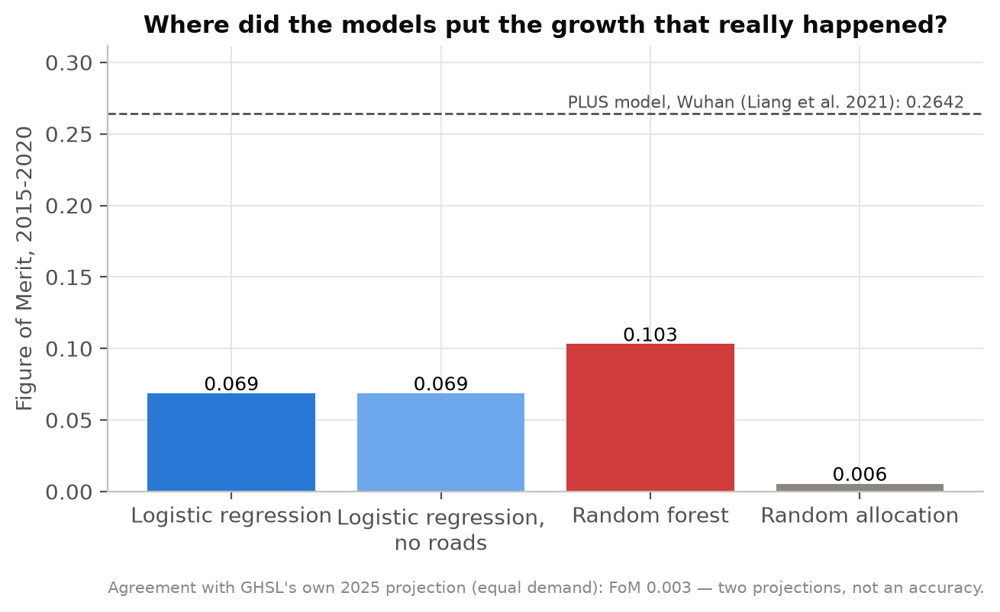 Where did the models put the growth that really happened?
Figure of Merit, 2015-2020
0.30
0.25
0.20
0.15
0.10
0.05
0.00
PLUS model, Wuhan (Liang et al. 2021): 0.2642
0.069
0.069
0.103
0.006
Logistic regression
Logistic regression,
no roads
Random forest
Random allocation
Agreement with GHSL's own 2025 projection (equal demand): FoM 0.003 — two projections, not an accuracy.